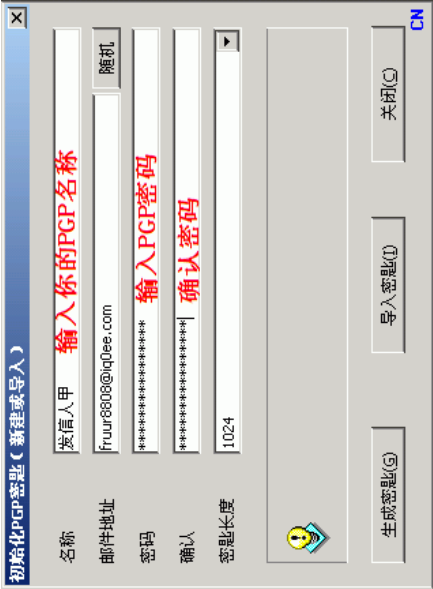 初始化PGP密匙（新建或导入）
名称 发信人甲 输入你的PGP名称
邮件地址 fruur8808@iq0ee.com 随机
密码 ****************** 输入PGP密码
确认 ****************** 确认密码
密匙长度 1024
生成密匙(G) 导入密匙(I) 关闭(C)
CN